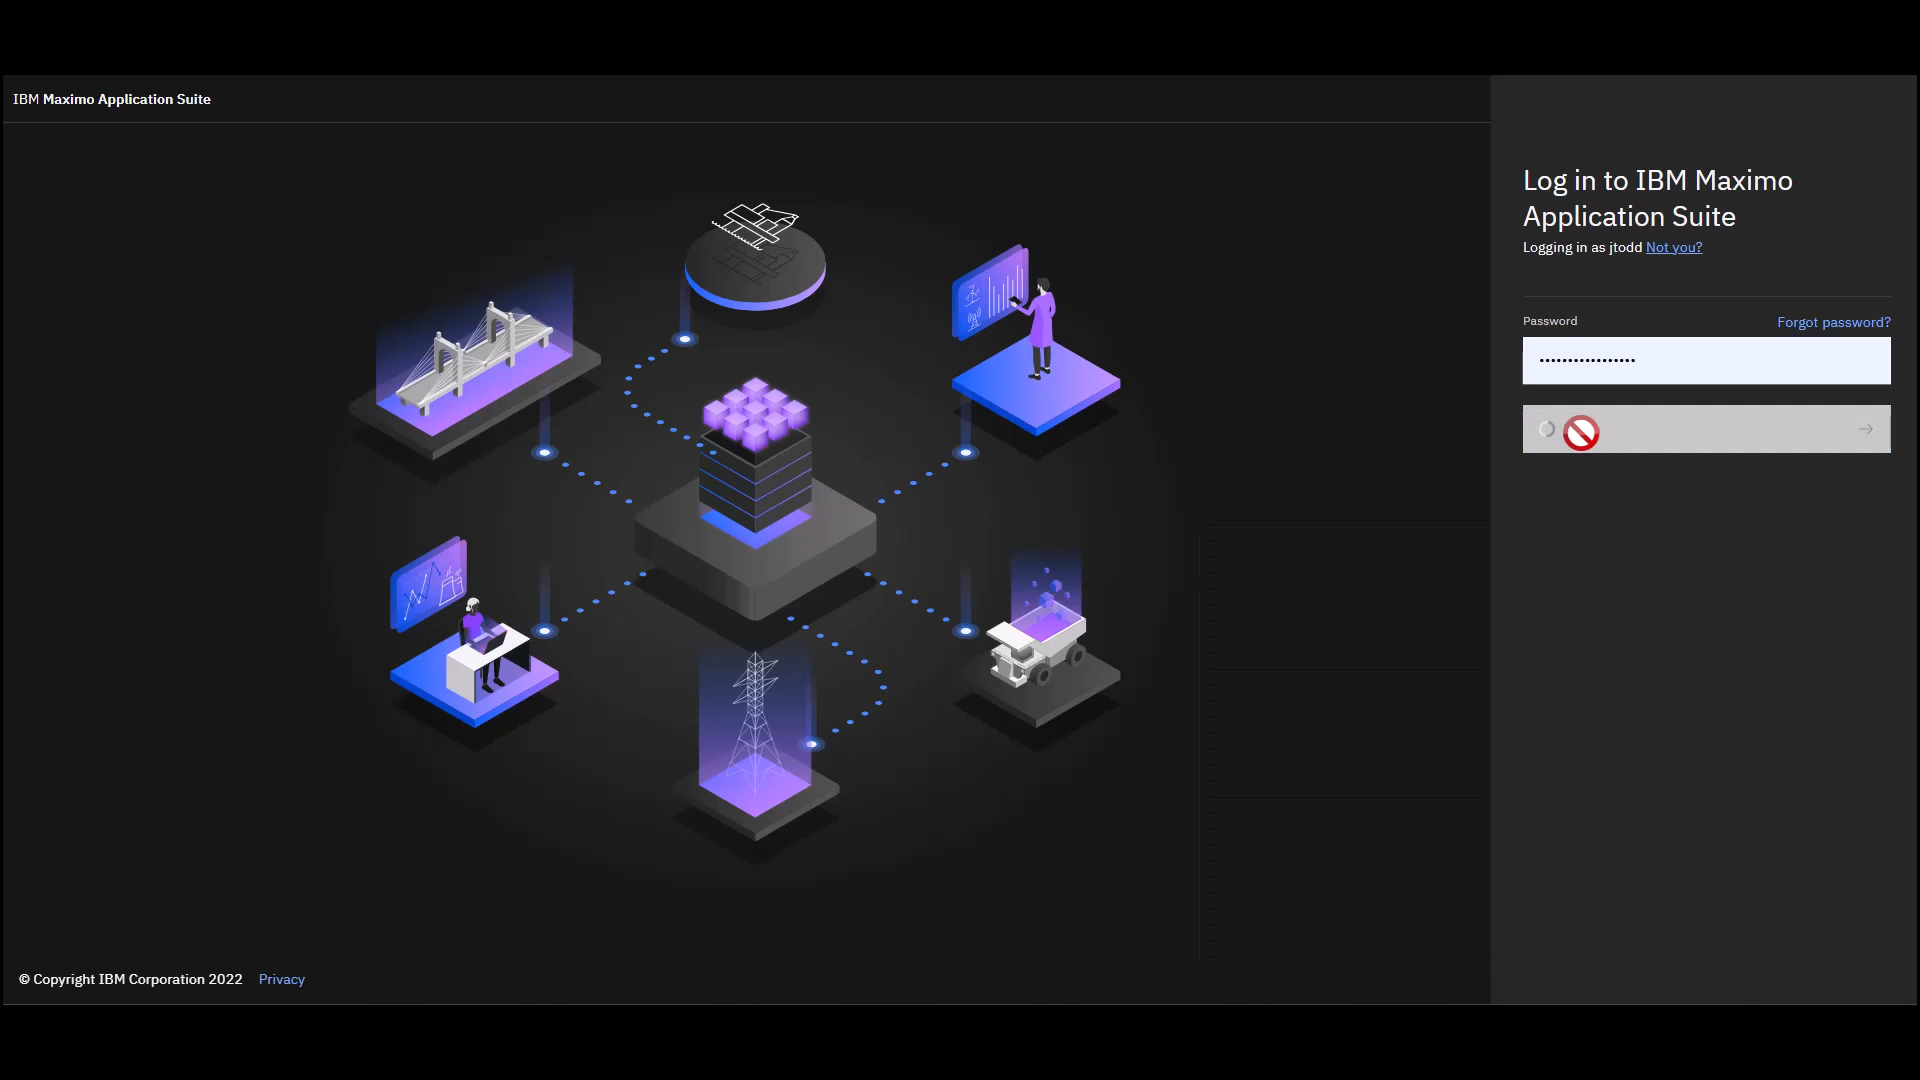 IBM Maximo Application Suite
Log in to IBM Maximo
Application Suite
Logging in as jtodd Not you?
Password
Forgot password?
•••••••••••••••••
© Copyright IBM Corporation 2022
Privacy